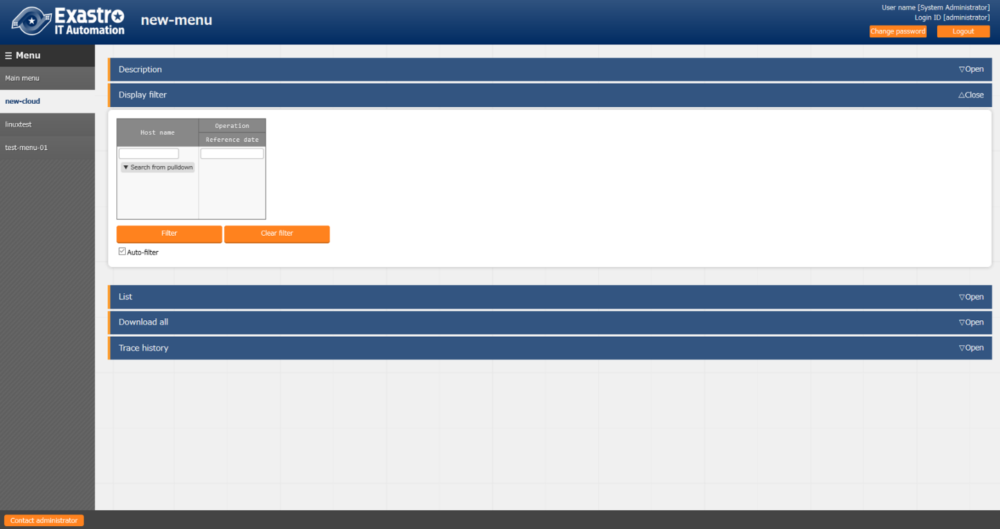 Exastro
IT Automation
new-menu
User name [System Administrator]
Login ID [administrator]
Change password
Logout
☰ Menu
Main menu
new-cloud
linuxtest
test-menu-01
Description
▽Open
Display filter
△Close
Host name
Operation
Reference date
▼ Search from pulldown
Filter
Clear filter
Auto-filter
List
▽Open
Download all
▽Open
Trace history
▽Open
Contact administrator